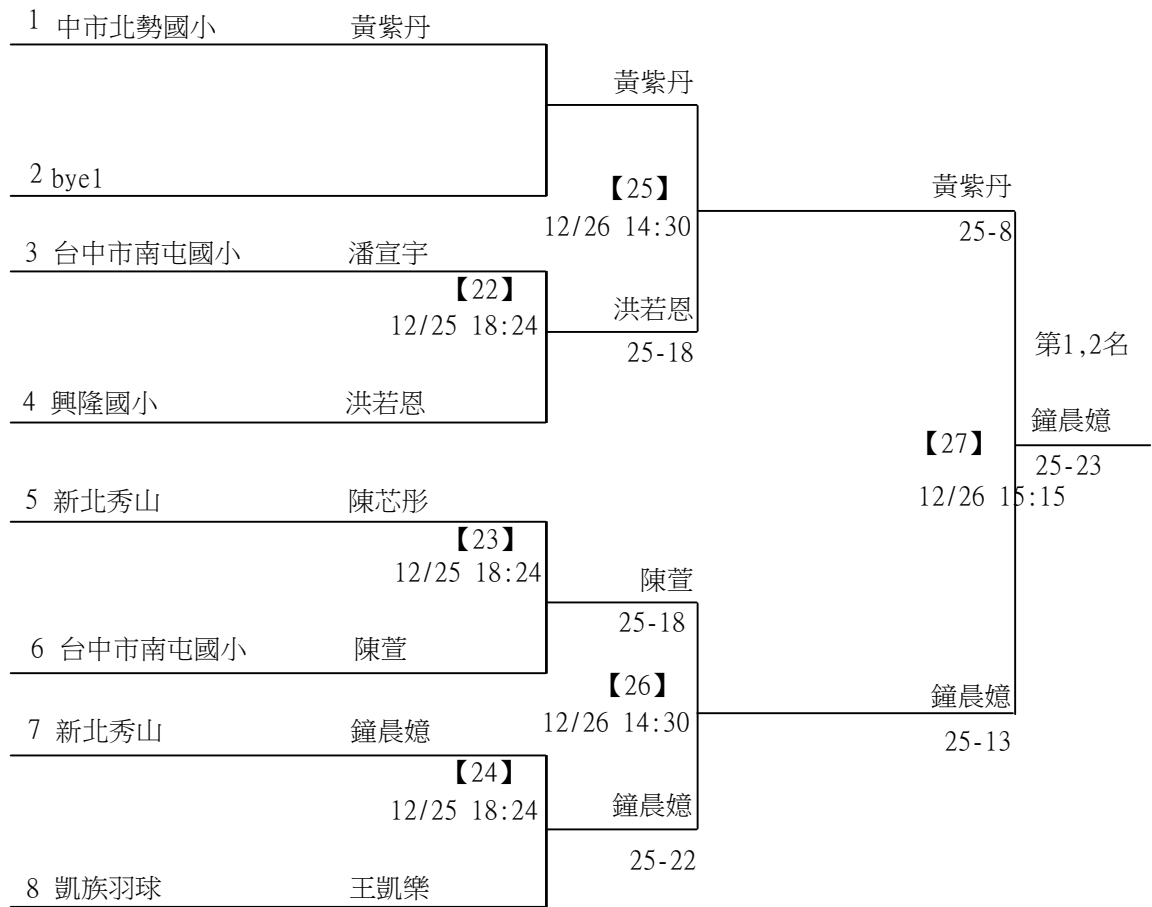 1 中市北勢國小 黃紫丹
黃紫丹
2 bye1
【25】
黃紫丹
12/26 14:30
25-8
3 台中市南屯國小 潘宣宇
【22】
洪若恩
12/25 18:24
25-18
第1,2名
4 興隆國小 洪若恩
鐘晨嬑
【27】
25-23
5 新北秀山 陳芯彤
12/26 15:15
【23】
12/25 18:24
陳萱
25-18
6 台中市南屯國小 陳萱
【26】
鐘晨嬑
7 新北秀山 鐘晨嬑
12/26 14:30
25-13
【24】
12/25 18:24
鐘晨嬑
25-22
8 凱族羽球 王凱樂